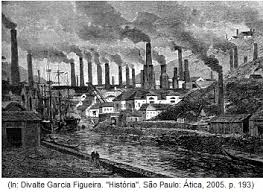 (In: Divalte Garcia Figueira. "História". São Paulo: Ática, 2005. p. 193)